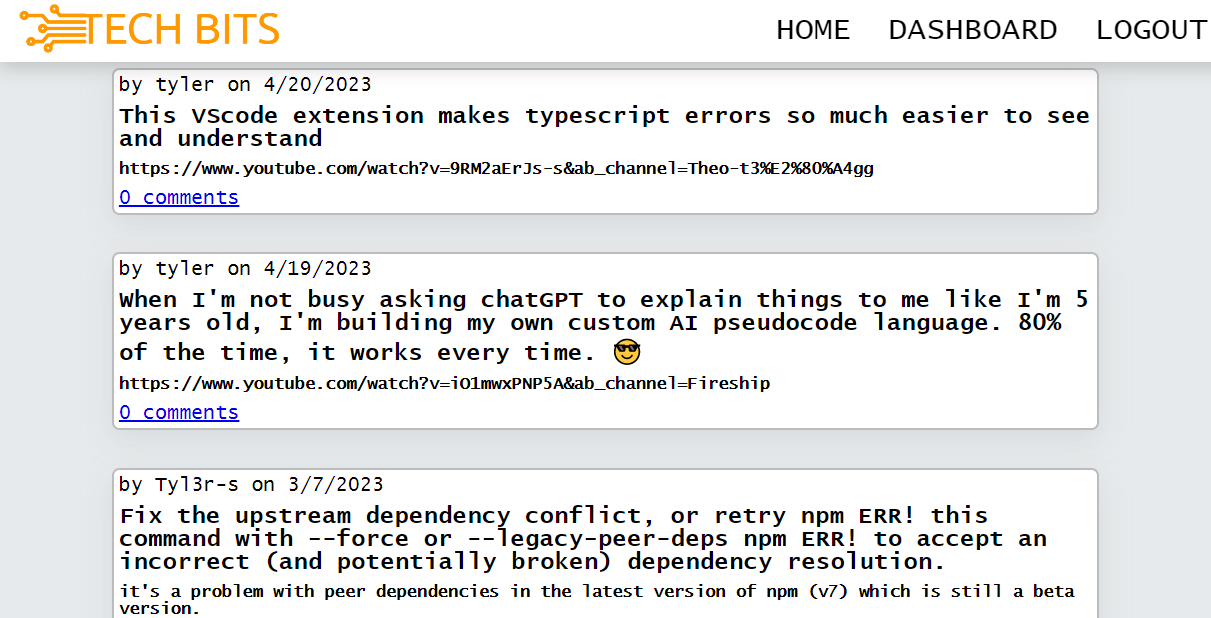 TECH BITS
HOME DASHBOARD LOGOUT
by tyler on 4/20/2023
This VScode extension makes typescript errors so much easier to see
and understand
https://www.youtube.com/watch?v=9RM2aErJs-s&ab_channel=Theo-t3%E2%80%A4gg
0 comments
by tyler on 4/19/2023
When I'm not busy asking chatGPT to explain things to me like I'm 5
years old, I'm building my own custom AI pseudocode language. 80%
of the time, it works every time. 😎
https://www.youtube.com/watch?v=iO1mwxPNP5A&ab_channel=Fireship
0 comments
by Tyl3r-s on 3/7/2023
Fix the upstream dependency conflict, or retry npm ERR! this
command with --force or --legacy-peer-deps npm ERR! to accept an
incorrect (and potentially broken) dependency resolution.
it's a problem with peer dependencies in the latest version of npm (v7) which is still a beta
version.